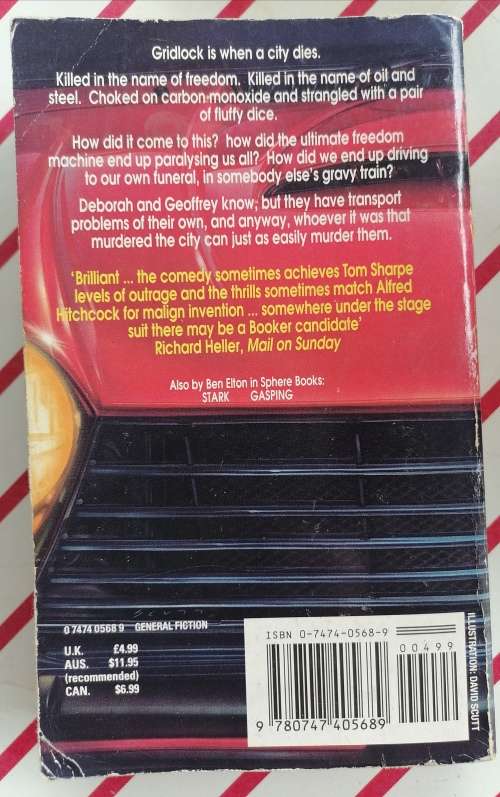 Gridlock is when a city dies.
Killed in the name of freedom. Killed in the name of oil and
steel. Choked on carbon-monoxide and strangled with a pair
of fluffy dice.
How did it come to this? how did the ultimate freedom
machine end up paralysing us all? How did we end up driving
to our own funeral, in somebody else's gravy train?
Deborah and Geoffrey know, but they have transport
problems of their own, and anyway, whoever it was that
murdered the city can just as easily murder them.
'Brilliant ... the comedy sometimes achieves Tom Sharpe
levels of outrage and the thrills sometimes match Alfred
Hitchcock for malign invention ... somewhere under the stage
suit there may be a Booker candidate'
Richard Heller, Mail on Sunday
Also by Ben Elton in Sphere Books:
STARK GASPING
0 7474 0568 9 GENERAL FICTION
U.K. £4.99
AUS. $11.95
(recommended)
CAN. $6.99
ISBN 0-7474-0568-9
00499
9 780747 405689
ILLUSTRATION: DAVID SCUTT